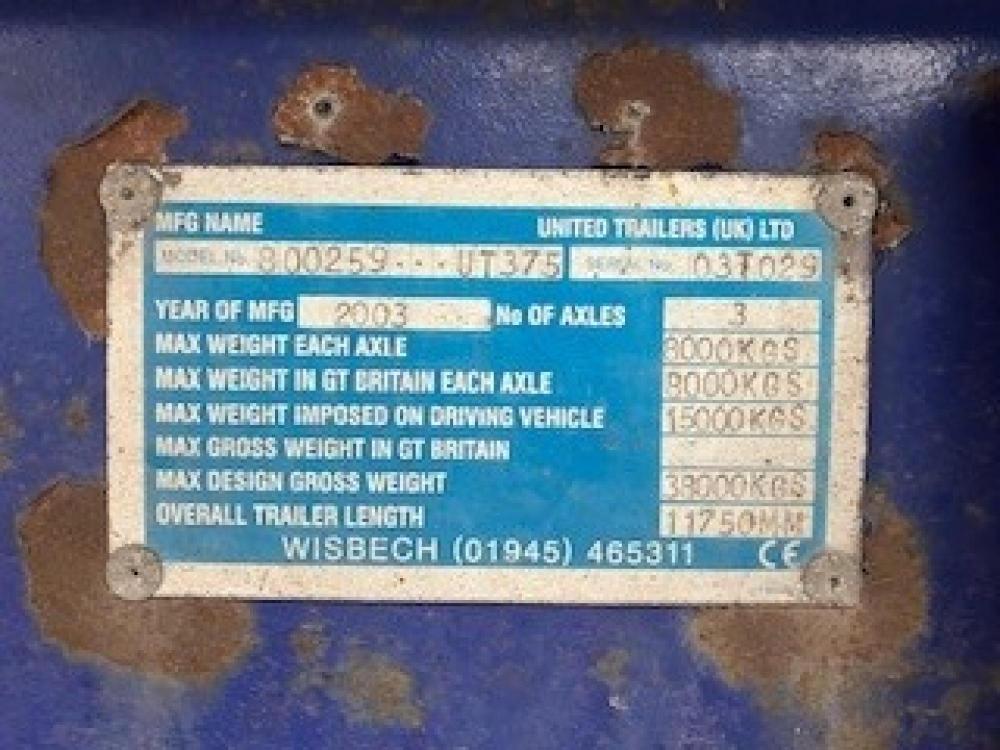 MFG NAME UNITED TRAILERS (UK) LTD
MODEL No. 800259---UT375 SERIAL No. 03T029
YEAR OF MFG 2003 No OF AXLES 3
MAX WEIGHT EACH AXLE 8000KGS
MAX WEIGHT IN GT BRITAIN EACH AXLE 8000KGS
MAX WEIGHT IMPOSED ON DRIVING VEHICLE 15000KGS
MAX GROSS WEIGHT IN GT BRITAIN
MAX DESIGN GROSS WEIGHT 38000KGS
OVERALL TRAILER LENGTH 11750MM
WISBECH (01945) 465311 CE